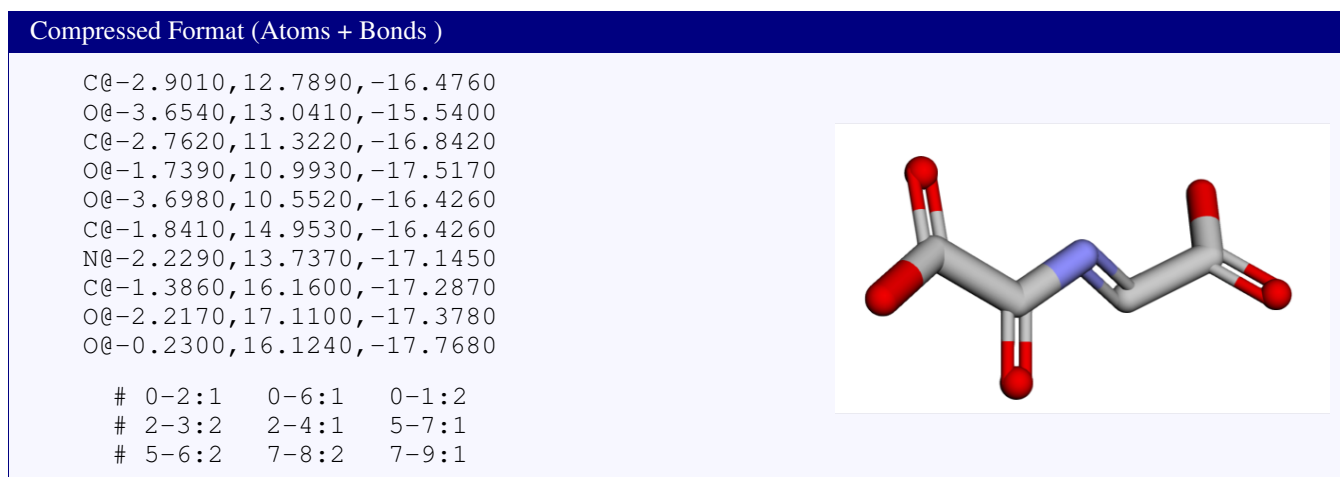 Compressed Format (Atoms + Bonds )
C@-2.9010,12.7890,-16.4760
O@-3.6540,13.0410,-15.5400
C@-2.7620,11.3220,-16.8420
O@-1.7390,10.9930,-17.5170
O@-3.6980,10.5520,-16.4260
C@-1.8410,14.9530,-16.4260
N@-2.2290,13.7370,-17.1450
C@-1.3860,16.1600,-17.2870
O@-2.2170,17.1100,-17.3780
O@-0.2300,16.1240,-17.7680
# 0-2:1 0-6:1 0-1:2
# 2-3:2 2-4:1 5-7:1
# 5-6:2 7-8:2 7-9:1